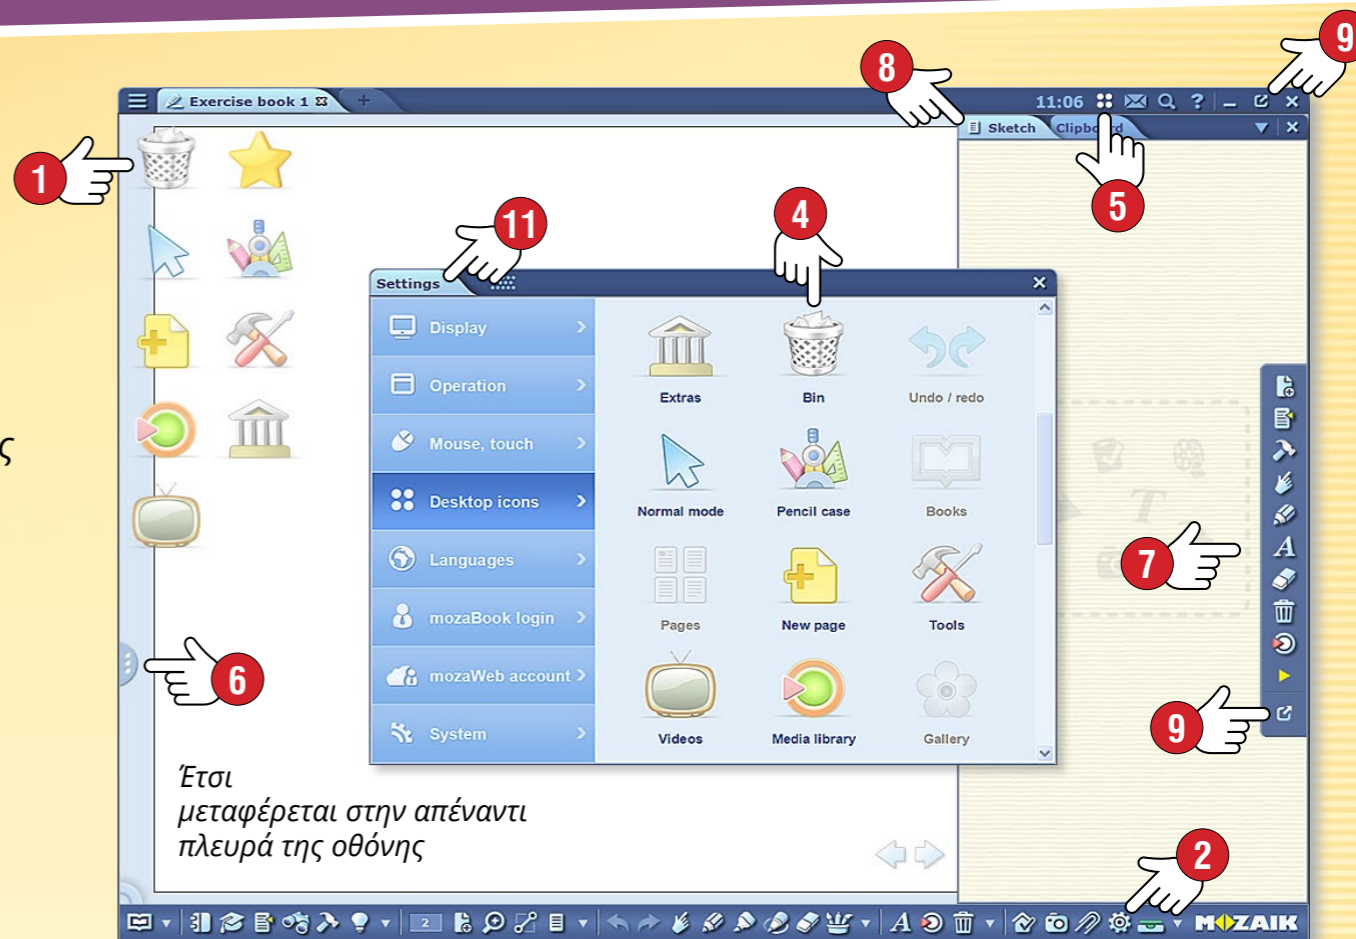 9
8
Exercise book 1
+
11:06
?
Sketch
Clipboard
1
5
4
11
Settings
Display
Operation
Mouse, touch
Desktop icons
Languages
mozaBook login
mozaWeb account
System
Extras
Bin
Undo / redo
Normal mode
Pencil case
Books
Pages
New page
Tools
Videos
Media library
Gallery
ς
T
A
7
6
9
Έτσι
μεταφέρεται στην απέναντι
πλευρά της οθόνης
2
2
A
MOZAIK